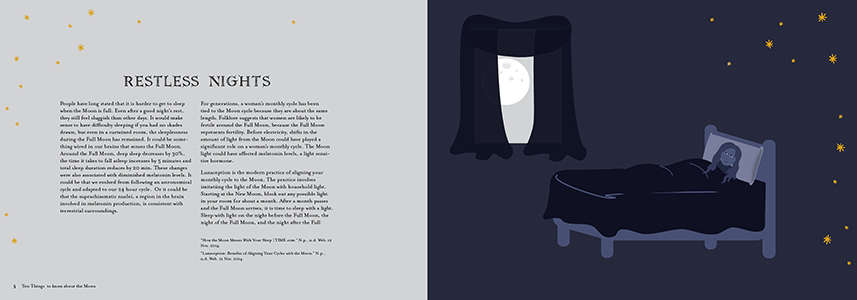 RESTLESS NIGHTS
People have long stated that it is harder to get to sleep
when the Moon is full. Even after a good night's rest,
they still feel sluggish than other days. It would make
sense to have difficulty sleeping if you had no shades
drawn, but even in a curtained room, the sleeplessness
during the Full Moon has remained. It could be some-
thing wired in our brains that senses the Full Moon.
Around the Full Moon, deep sleep decreases by 30%,
the time it takes to fall asleep increases by 5 minutes and
total sleep duration reduces by 20 min. These changes
were also associated with diminished melatonin levels. It
could be that we evolved from following an astronomical
cycle and adapted to our 24 hour cycle. Or it could be
that the suprachiasmatic nuclei, a region in the brain
involved in melatonin production, is consistent with
terrestrial surroundings.
For generations, a woman's monthly cycle has been
tied to the Moon cycle because they are about the same
length. Folklore suggests that women are likely to be
fertile around the Full Moon, because the Full Moon
represents fertility. Before electricity, shifts in the
amount of light from the Moon could have played a
significant role on a woman's monthly cycle. The Moon
light could have affected melatonin levels, a light sensi-
tive hormone.
Lunaception is the modern practice of aligning your
monthly cycle to the Moon. The practice involves
imitating the light of the Moon with household light.
Starting at the New Moon, block out any possible light
in your room for about a month. After a month passes
and the Full Moon arrives, it is time to sleep with a light.
Sleep with light on the night before the Full Moon, the
night of the Full Moon, and the night after the Full
"How the Moon Messes With Your Sleep | TIME.com." N.p., n.d. Web. 12
Nov. 2014.
"Lunaception: Benefits of Aligning Your Cycles with the Moon." N.p.,
n.d. Web. 12 Nov. 2014.
5 Ten Things to know about the Moon